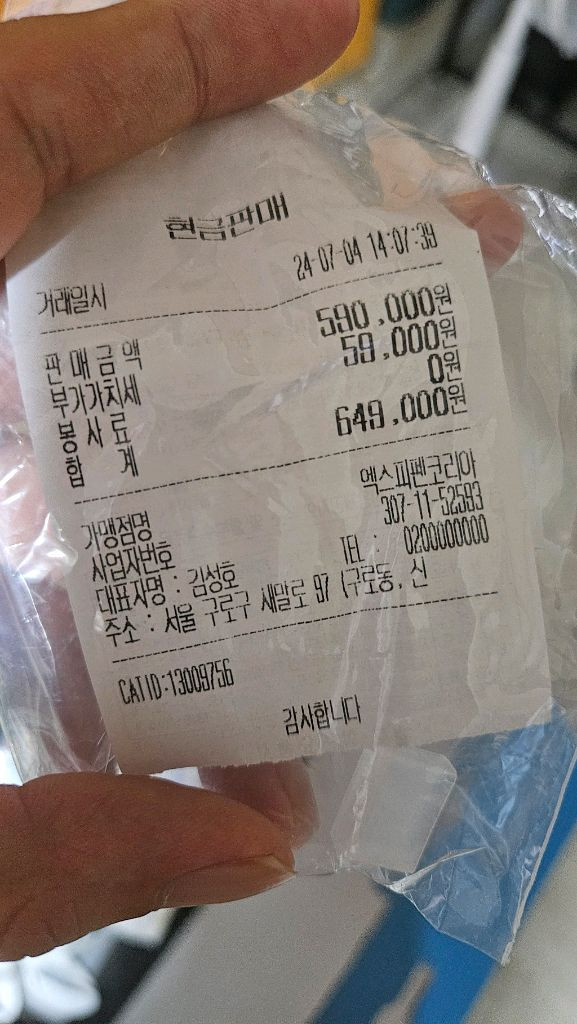 현금판매
거래일시 24-07-04 14:07:39
판 매 금 액 590,000원
부가가치세 59,000원
봉 사 료 0원
합 계 649,000원
가맹점명 엑스피펜코리아
사업자번호 307-11-52593
대표자명 : 김성호 TEL : 0200000000
주소 : 서울 구로구 새말로 97 (구로동, 신
CATID:13009756
감사합니다